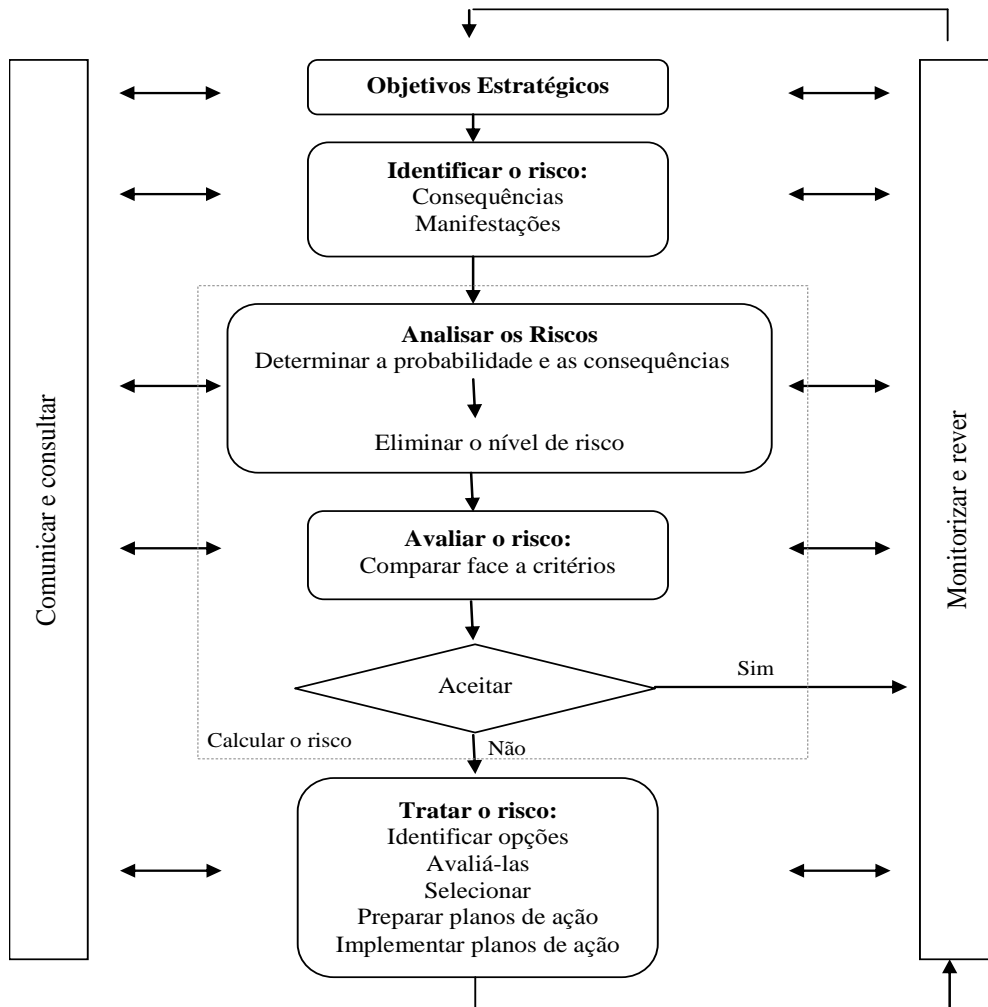 Objetivos Estratégicos
Identificar o risco:
Consequências
Manifestações
Analisar os Riscos
Determinar a probabilidade e as consequências
Eliminar o nível de risco
Avaliar o risco:
Comparar face a critérios
Aceitar
Sim
Calcular o risco
Não
Tratar o risco:
Identificar opções
Avaliá-las
Selecionar
Preparar planos de ação
Implementar planos de ação
Comunicar e consultar
Monitorizar e rever